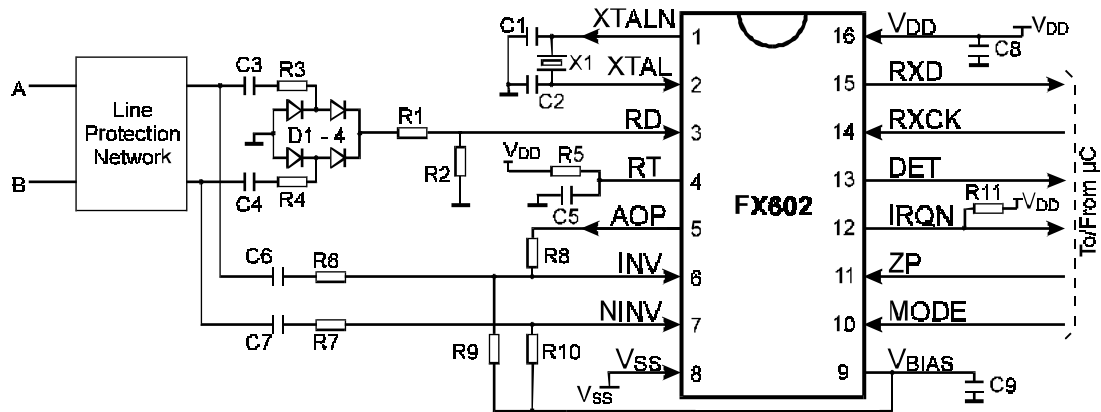 C1
XTALN
1
16
VDD
VDD
C8
X1
XTAL
C2
2
15
RXD
A
C3
R3
Line
Protection
Network
D1 - 4
R1
RD
3
14
RXCK
R2
VDD
R5
RT
4
13
DET
B
C4
R4
C5
FX602
R11
VDD
AOP
5
12
IRQN
To/From µC
R8
C6
R6
INV
6
11
ZP
C7
R7
NINV
7
10
MODE
R9
R10
VSS
VSS
8
9
VBIAS
C9